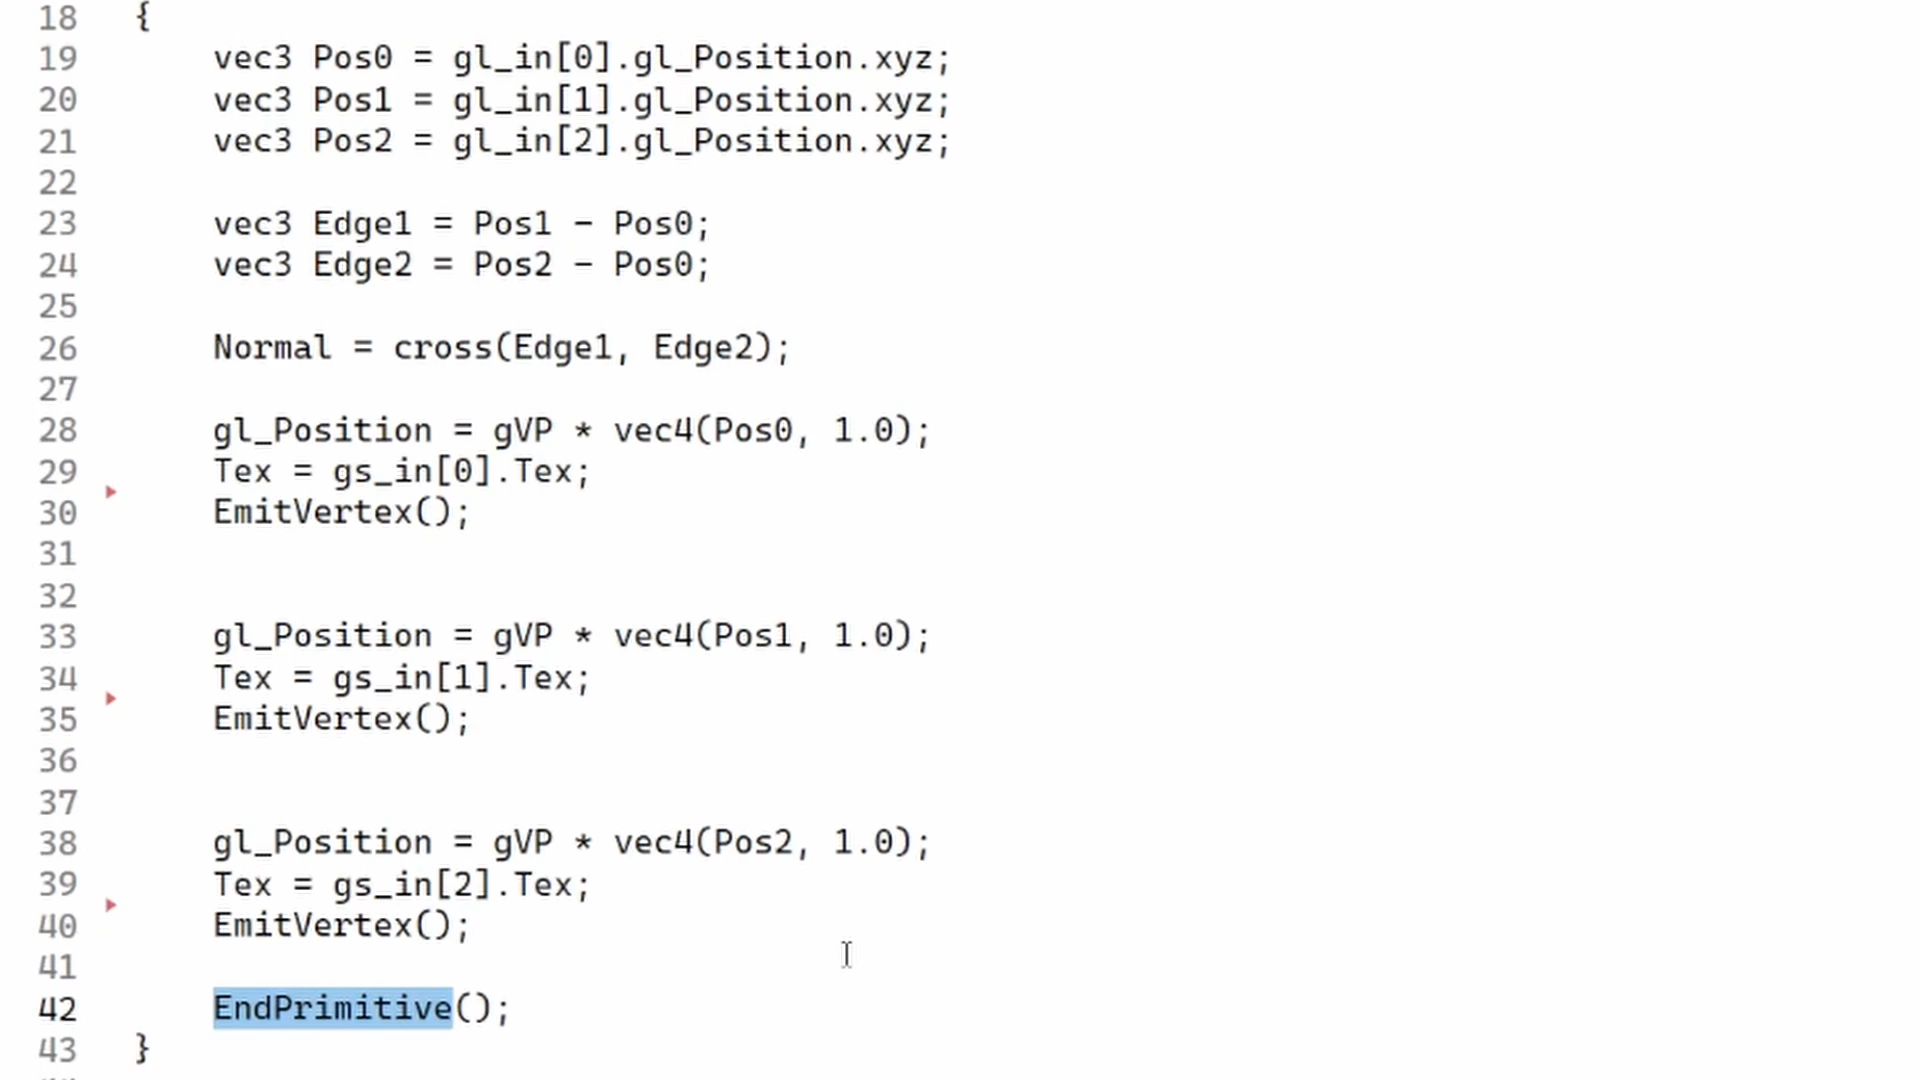 18 {
19 vec3 Pos0 = gl_in[0].gl_Position.xyz;
20 vec3 Pos1 = gl_in[1].gl_Position.xyz;
21 vec3 Pos2 = gl_in[2].gl_Position.xyz;
22
23 vec3 Edge1 = Pos1 - Pos0;
24 vec3 Edge2 = Pos2 - Pos0;
25
26 Normal = cross(Edge1, Edge2);
27
28 gl_Position = gVP * vec4(Pos0, 1.0);
29 Tex = gs_in[0].Tex;
30 EmitVertex();
31
32
33 gl_Position = gVP * vec4(Pos1, 1.0);
34 Tex = gs_in[1].Tex;
35 EmitVertex();
36
37
38 gl_Position = gVP * vec4(Pos2, 1.0);
39 Tex = gs_in[2].Tex;
40 EmitVertex();
41
42 EndPrimitive();
43 }